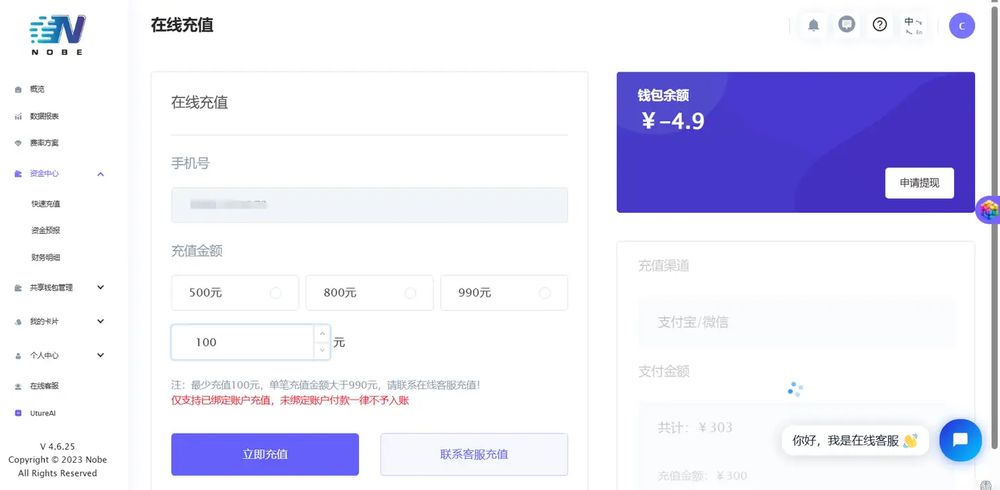 NOBE
在线充值
中
En
C
概览
数据报表
费率方案
资金中心
快速充值
资金预报
财务明细
共享钱包管理
我的卡片
个人中心
在线客服
UtureAI
V 4.6.25
Copyright © 2023 Nobe
All Rights Reserved
在线充值
手机号
充值金额
500元
800元
990元
100
元
注：最少充值100元，单笔充值金额大于990元，请联系在线客服充值！
仅支持已绑定账户充值，未绑定账户付款一律不予入账
立即充值
联系客服充值
钱包余额
￥-4.9
申请提现
充值渠道
支付宝/微信
支付金额
共计：￥303
充值金额：￥300
你好，我是在线客服 👋